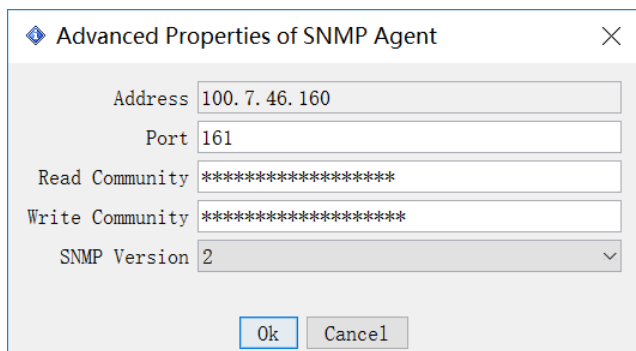 Advanced Properties of SNMP Agent
Address 100.7.46.160
Port 161
Read Community ******************
Write Community *******************
SNMP Version 2
Ok Cancel